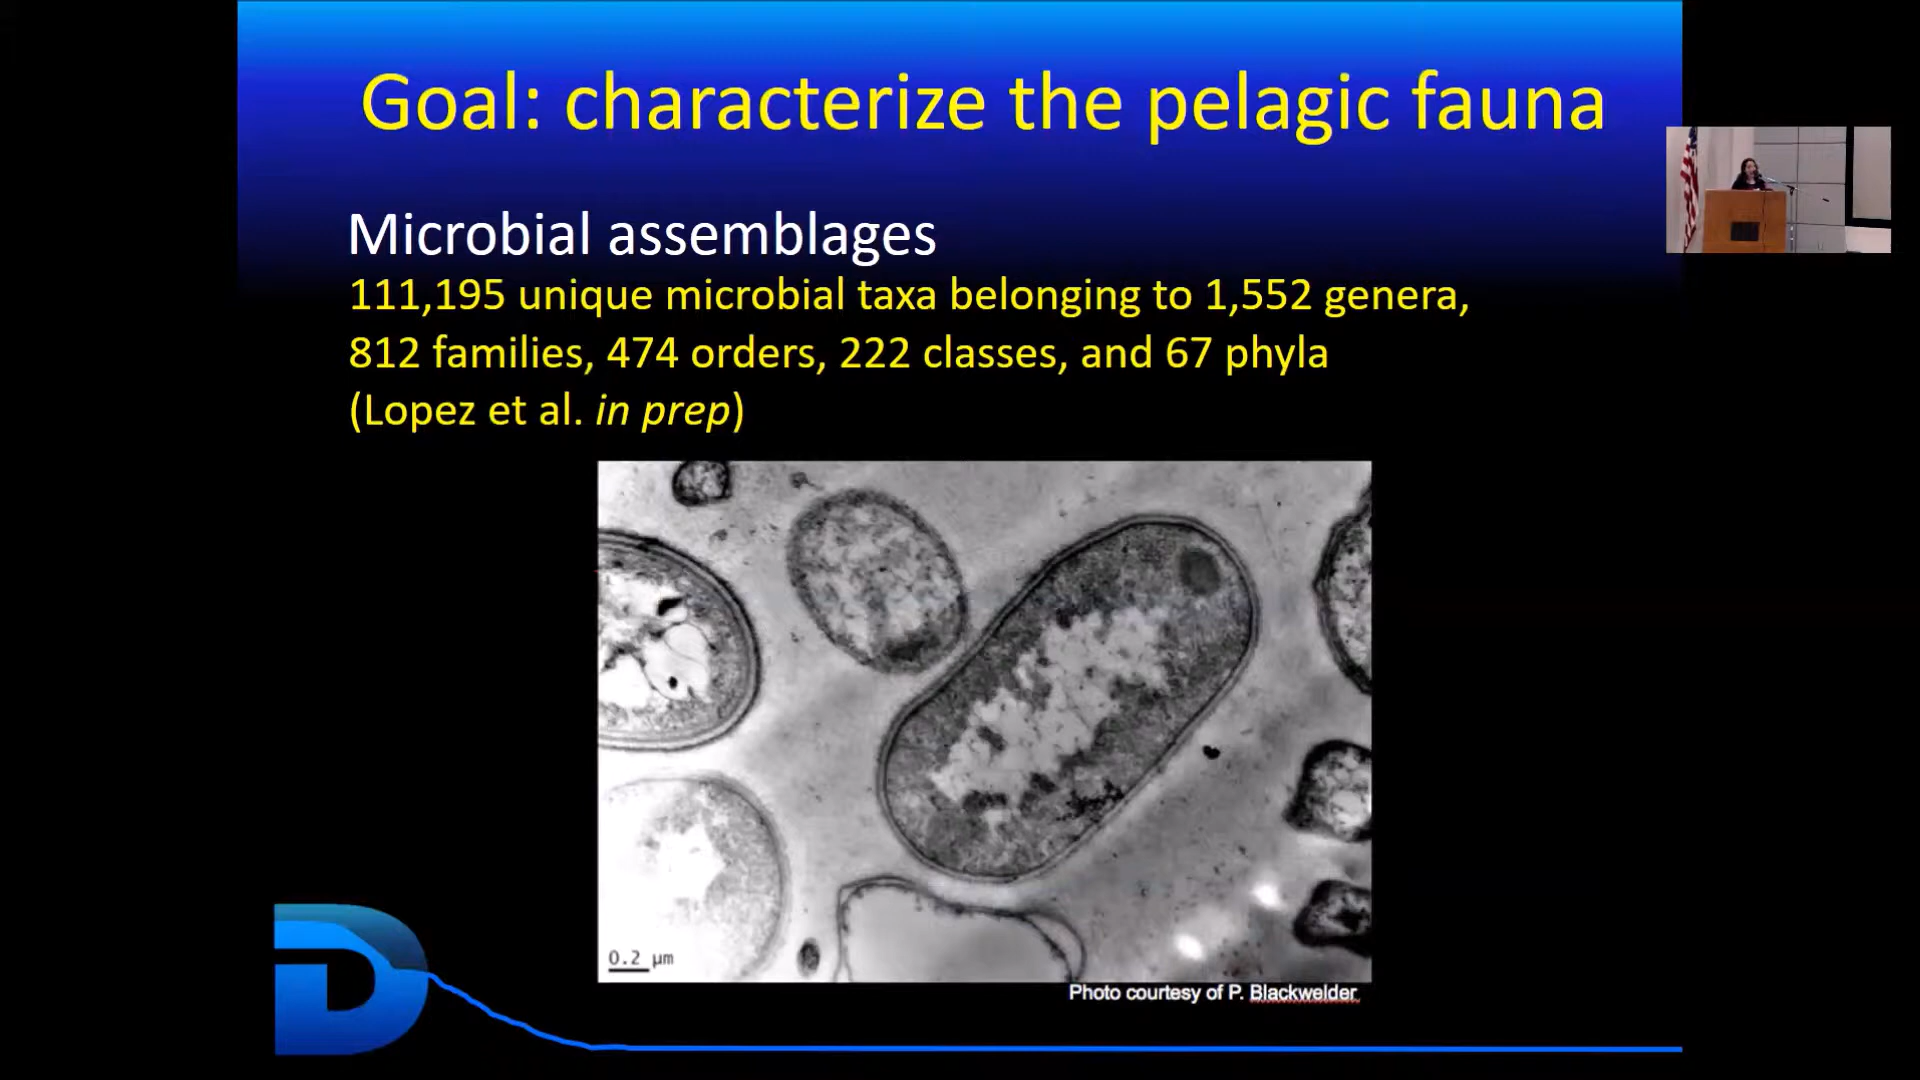 Goal: characterize the pelagic fauna
Microbial assemblages
111,195 unique microbial taxa belonging to 1,552 genera,
812 families, 474 orders, 222 classes, and 67 phyla
(Lopez et al. in prep)
0.2 µm
Photo courtesy of P. Blackwelder
D